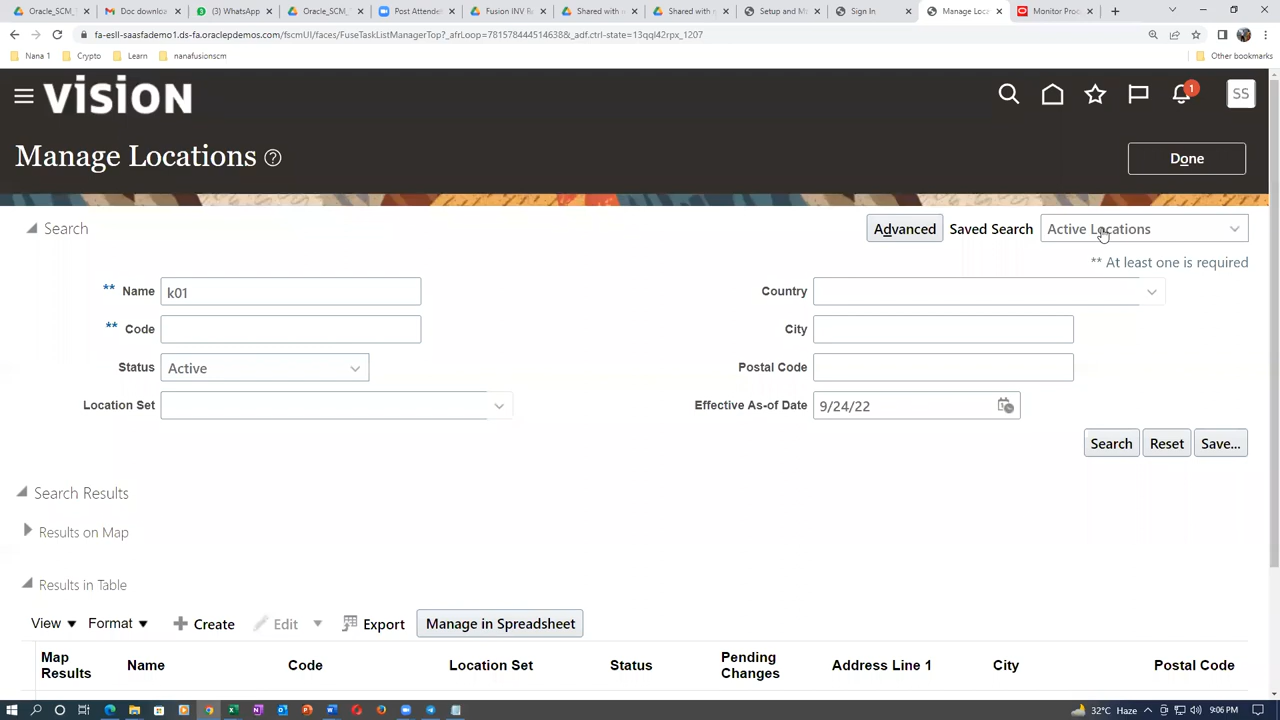 Oracle_SCM_
Doc downloa
(3) WhatsApp
Oracle_SCM_1
Post Attende
Fusion INV R
Shared with
Shared with
Setup and M
Sign In
Manage Loca
Monitor Proc
fa-esll-saasfademo1.ds-fa.oraclepdemos.com/fscmUI/faces/FuseTaskListManagerTop?_afrLoop=7815784445514638&_adf.ctrl-state=13qql42rpx_1207
Nana 1
Crypto
Learn
nanafusionscm
Other bookmarks
VISION
1
SS
Manage Locations
Done
Search
Advanced
Saved Search
Active Locations
** At least one is required
** Name
k01
Country
** Code
City
Status
Active
Postal Code
Location Set
Effective As-of Date
9/24/22
Search
Reset
Save...
Search Results
Results on Map
Results in Table
View
Format
Create
Edit
Export
Manage in Spreadsheet
Map Results
Name
Code
Location Set
Status
Pending Changes
Address Line 1
City
Postal Code
32°C Haze
9:06 PM